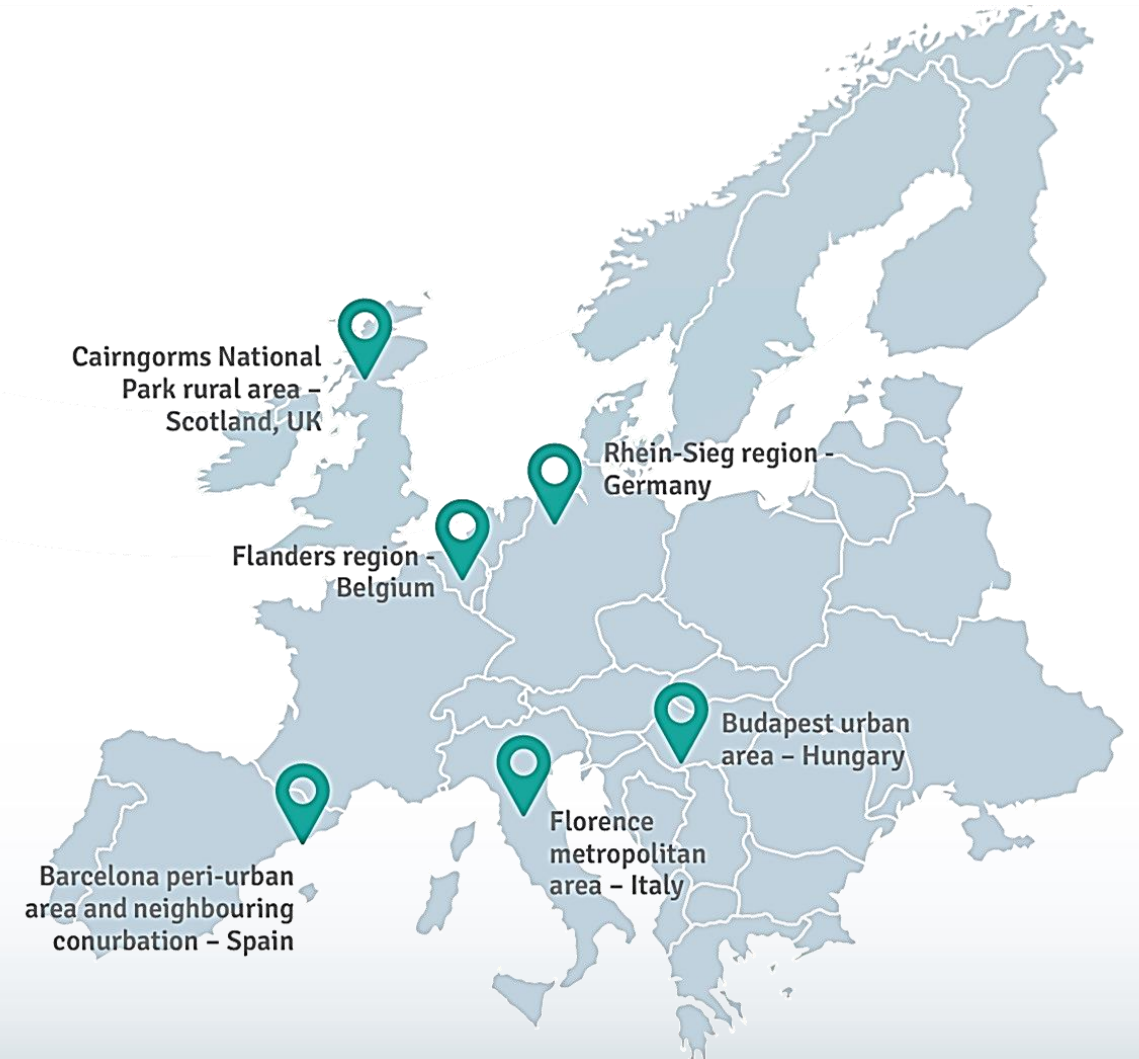 Cairngorms National
Park rural area –
Scotland, UK
Rhein-Sieg region -
Germany
Flanders region -
Belgium
Budapest urban
area – Hungary
Florence
metropolitan
area – Italy
Barcelona peri-urban
area and neighbouring
conurbation – Spain